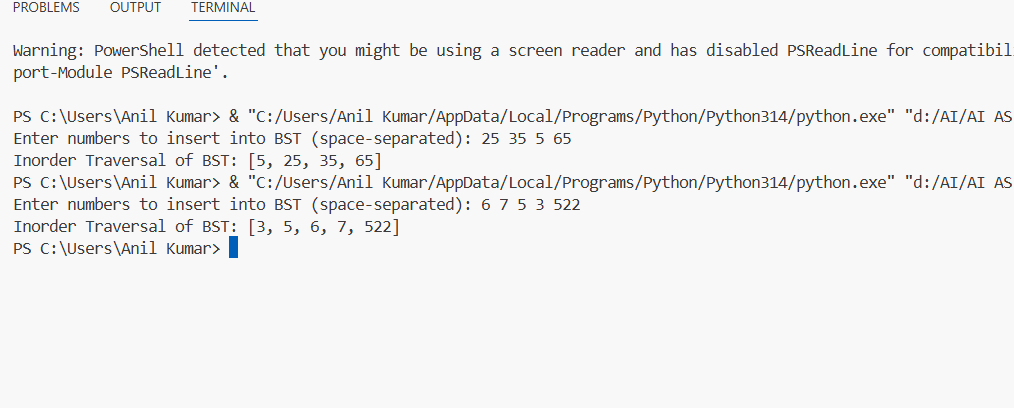 PROBLEMS OUTPUT TERMINAL
Warning: PowerShell detected that you might be using a screen reader and has disabled PSReadLine for
port-Module PSReadLine'.
PS C:\Users\Anil Kumar> & "C:/Users/Anil Kumar/AppData/Local/Programs/Python/Python314/python.exe" "d:/AI/AI AS
Enter numbers to insert into BST (space-separated): 25 35 5 65
Inorder Traversal of BST: [5, 25, 35, 65]
PS C:\Users\Anil Kumar> & "C:/Users/Anil Kumar/AppData/Local/Programs/Python/Python314/python.exe" "d:/AI/AI AS
Enter numbers to insert into BST (space-separated): 6 7 5 3 522
Inorder Traversal of BST: [3, 5, 6, 7, 522]
PS C:\Users\Anil Kumar>